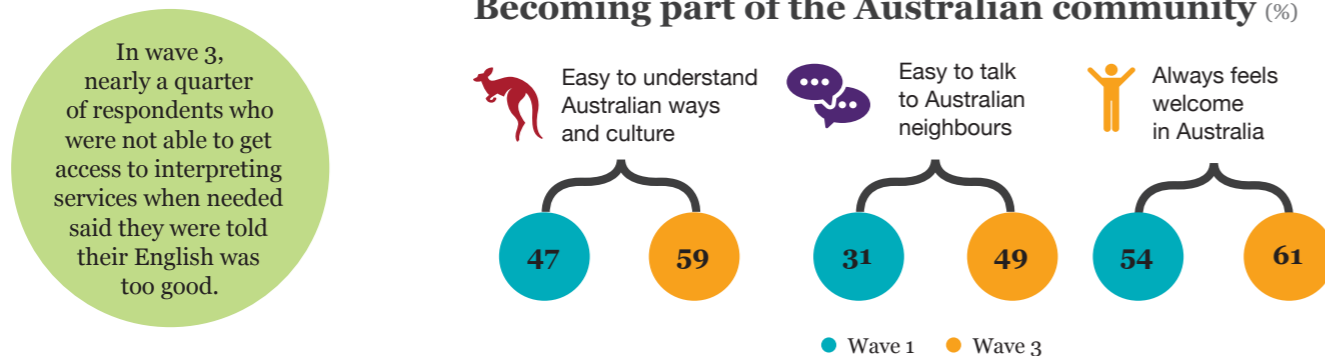 In wave 3,
nearly a quarter
of respondents who
were not able to get
access to interpreting
services when needed
said they were told
their English was
too good.
Becoming part of the Australian community (%)
Easy to understand
Australian ways
and culture
47
59
Easy to talk
to Australian
neighbours
31
49
Always feels
welcome
in Australia
54
61
Wave 1
Wave 3